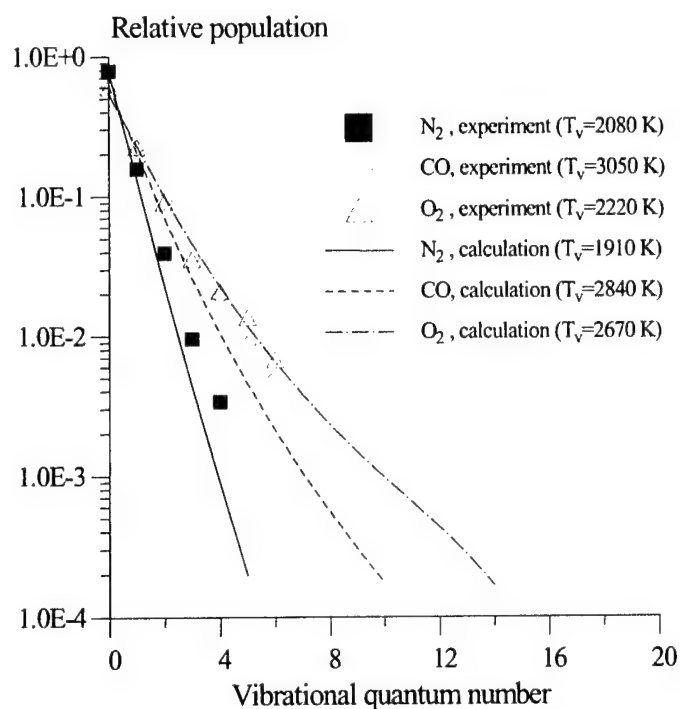 Relative population
1.0E+0
1.0E-1
1.0E-2
1.0E-3
1.0E-4
0
4
8
12
16
20
Vibrational quantum number
N₂ , experiment (Tᵥ=2080 K)
CO, experiment (Tᵥ=3050 K)
O₂ , experiment (Tᵥ=2220 K)
N₂ , calculation (Tᵥ=1910 K)
CO, calculation (Tᵥ=2840 K)
O₂ , calculation (Tᵥ=2670 K)